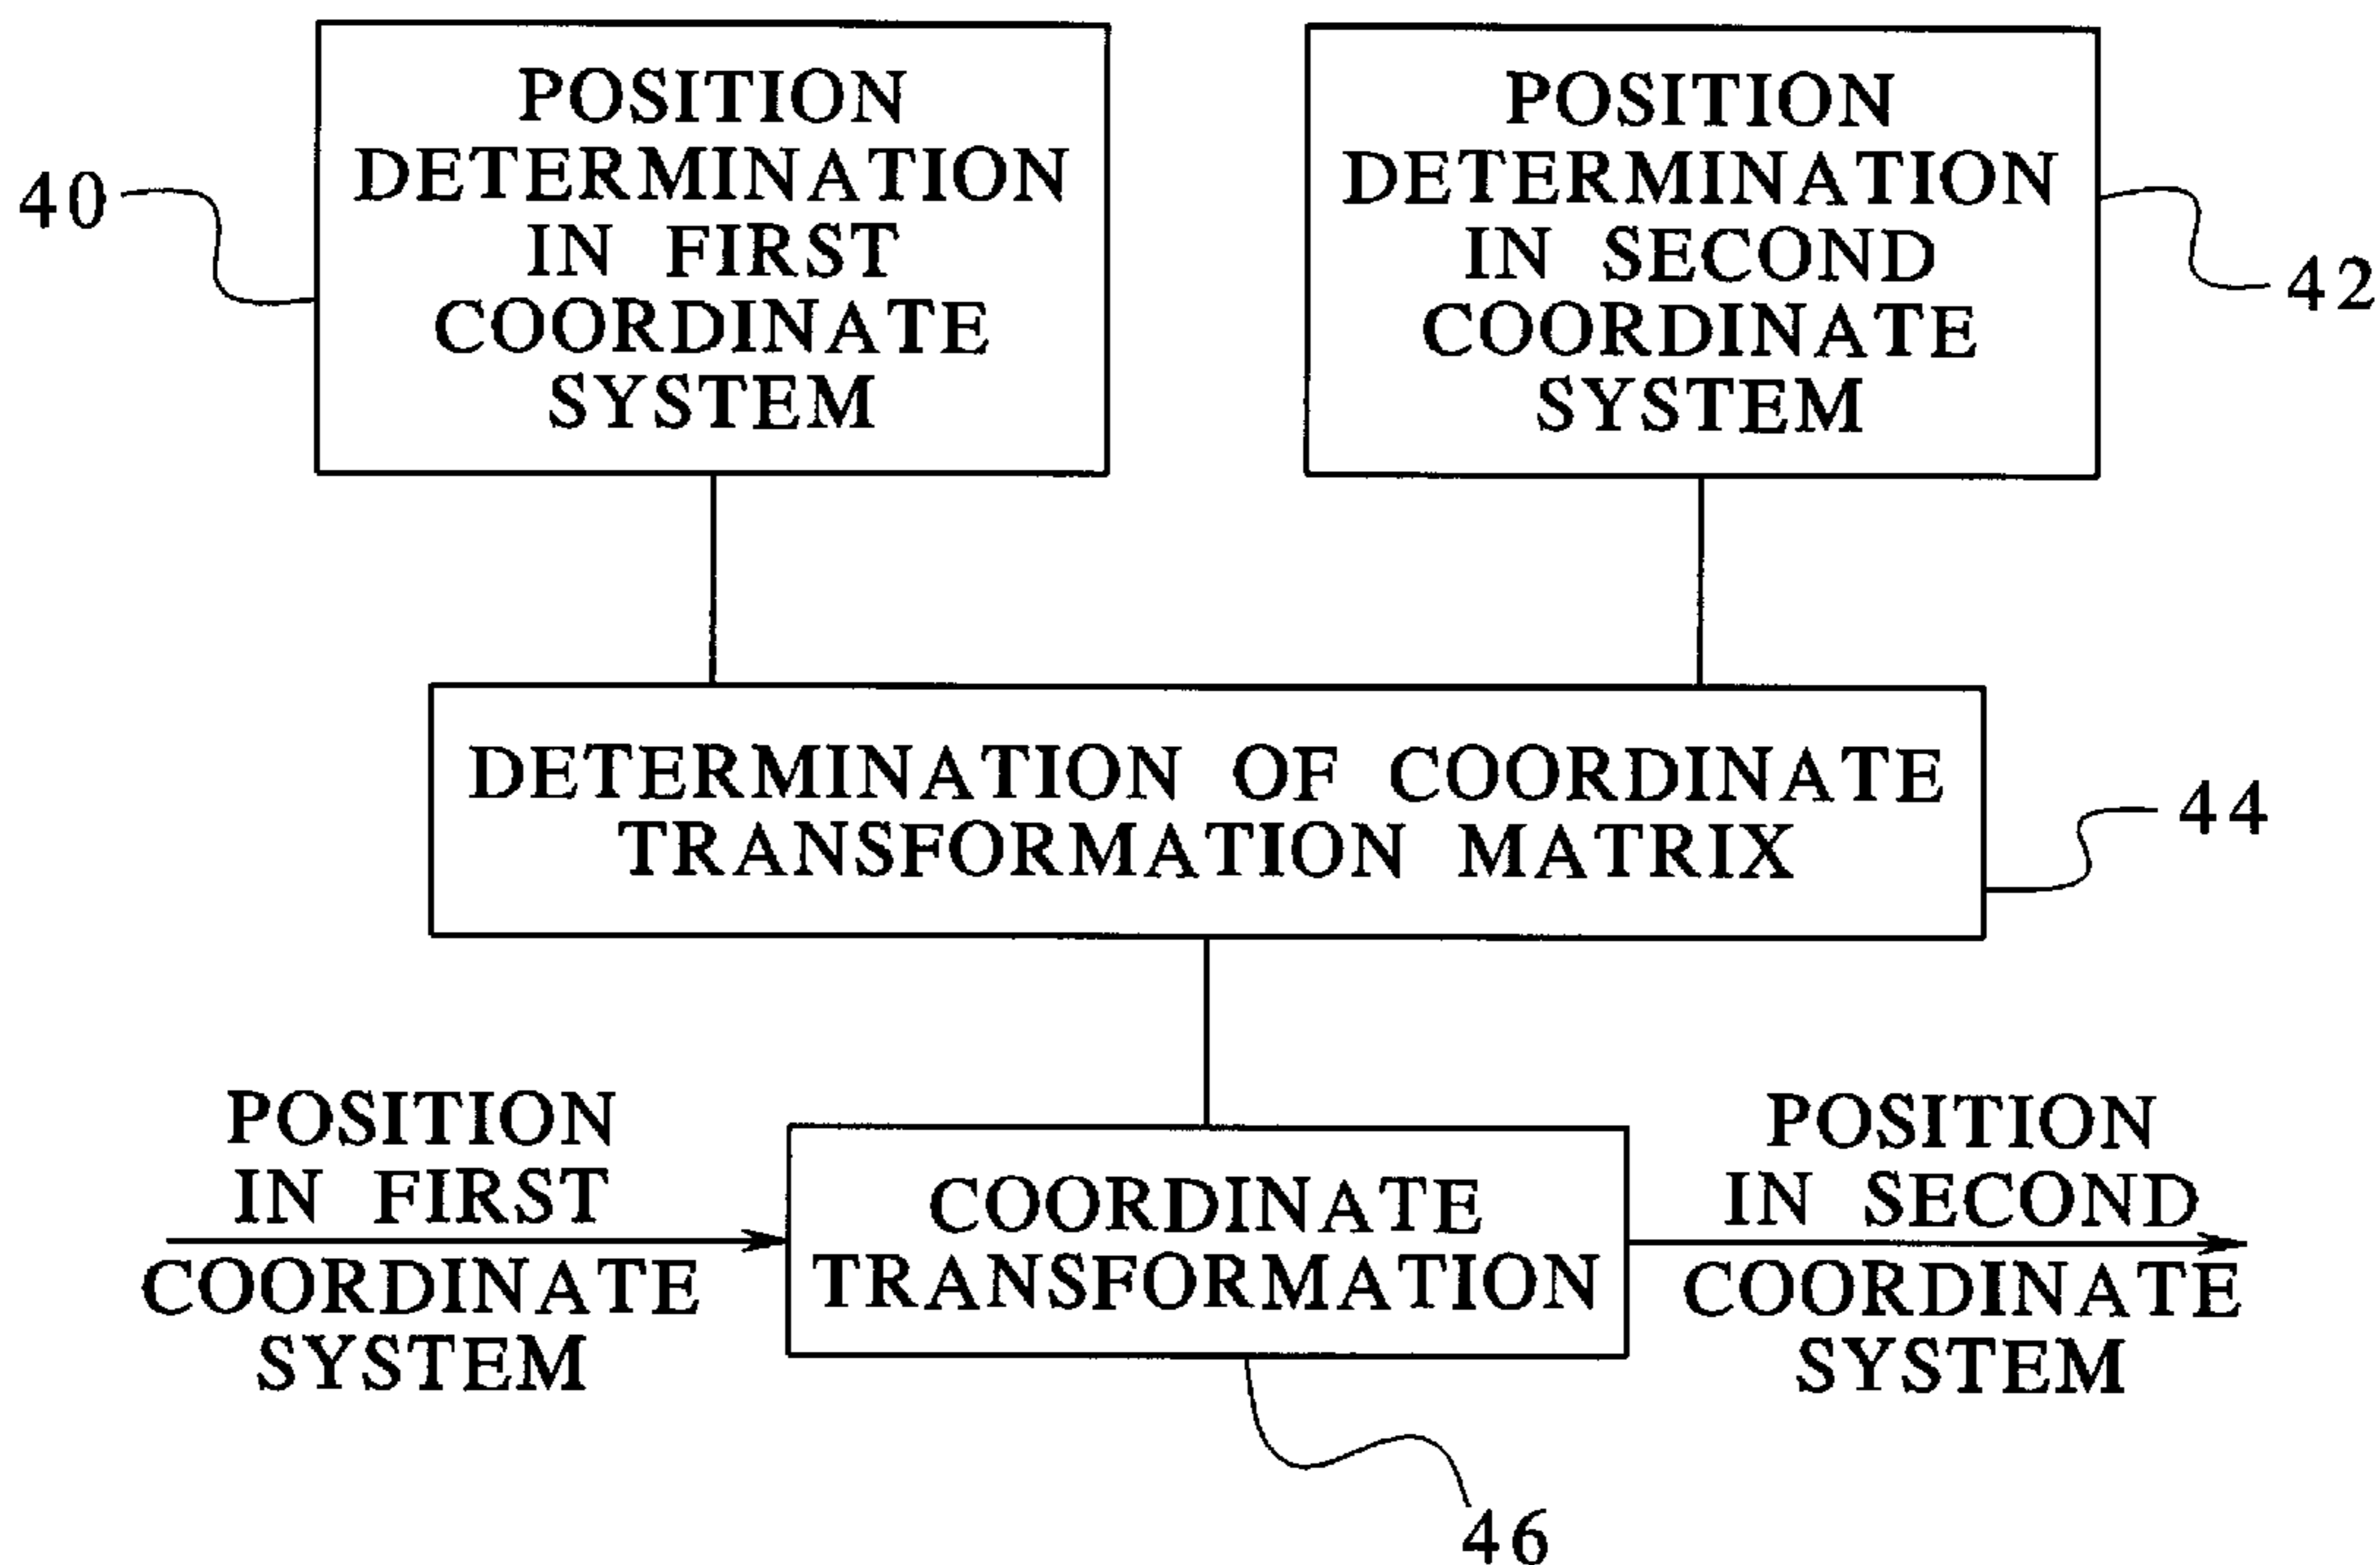 POSITION
DETERMINATION
IN FIRST
COORDINATE
SYSTEM
40
POSITION
DETERMINATION
IN SECOND
COORDINATE
SYSTEM
42
DETERMINATION OF COORDINATE
TRANSFORMATION MATRIX
44
POSITION
IN FIRST
COORDINATE
SYSTEM
COORDINATE
TRANSFORMATION
POSITION
IN SECOND
COORDINATE
SYSTEM
46